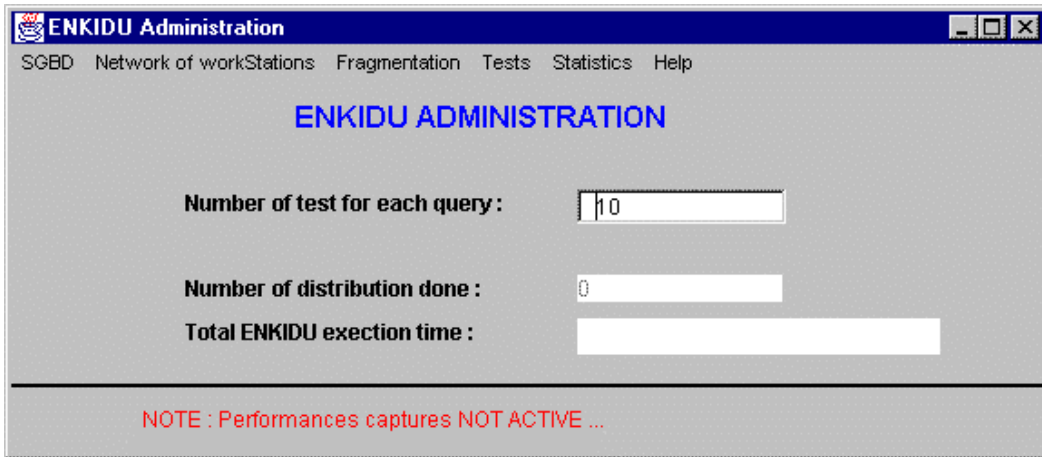 ENKIDU Administration
SGBD Network of workStations Fragmentation Tests Statistics Help
ENKIDU ADMINISTRATION
Number of test for each query : 10
Number of distribution done : 0
Total ENKIDU exection time :
NOTE : Performances captures NOT ACTIVE ...